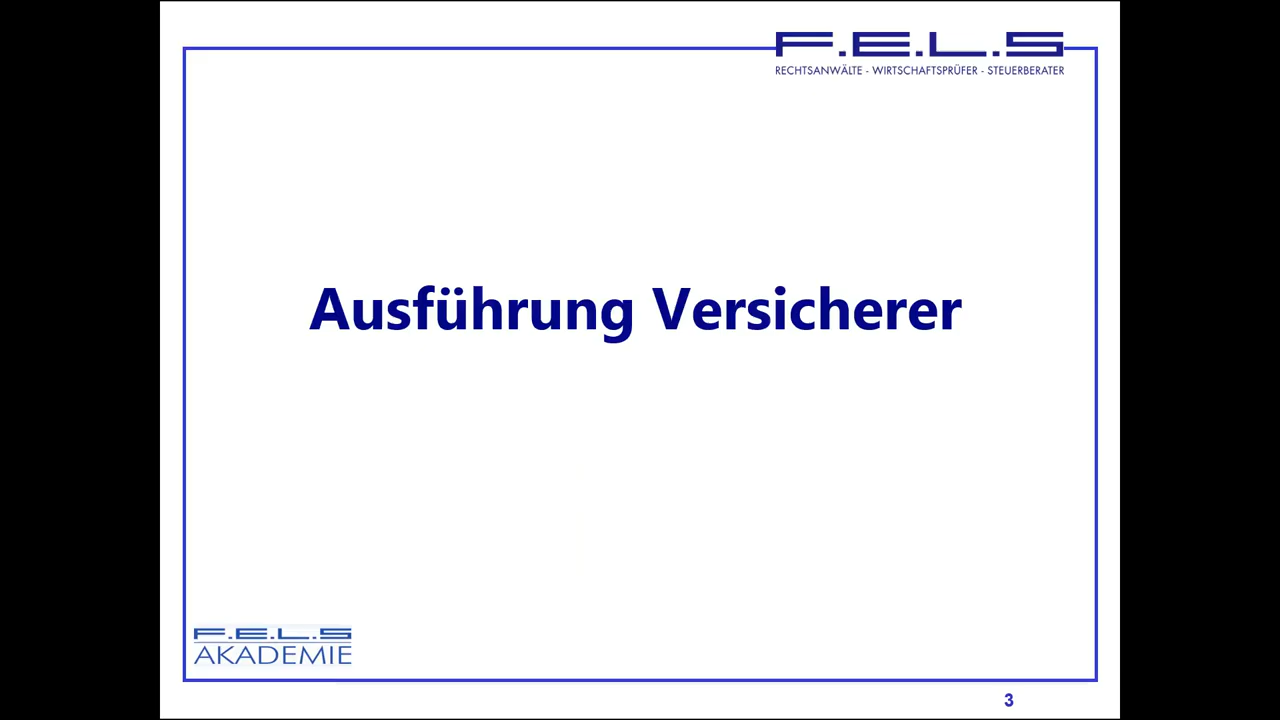 F.E.L.S
RECHTSANWÄLTE - WIRTSCHAFTSPRÜFER - STEUERBERATER
Ausführung Versicherer
F.E.L.S
AKADEMIE
3